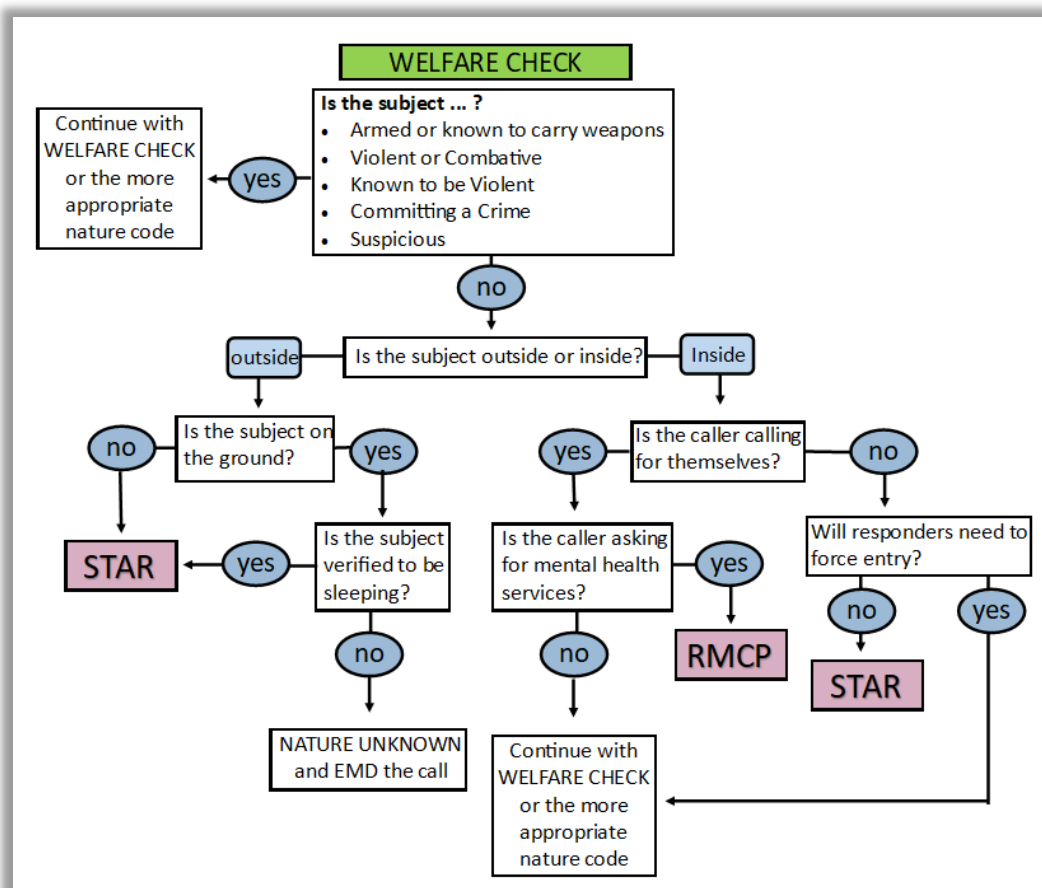 WELFARE CHECK
Is the subject ... ?
• Armed or known to carry weapons
• Violent or Combative
• Known to be Violent
• Committing a Crime
• Suspicious
yes
Continue with
WELFARE CHECK
or the more
appropriate
nature code
no
Is the subject outside or inside?
outside
Inside
Is the subject on
the ground?
no
yes
STAR
Is the subject
verified to be
sleeping?
yes
no
NATURE UNKNOWN
and EMD the call
Is the caller calling
for themselves?
yes
no
Is the caller asking
for mental health
services?
yes
RMCP
no
Continue with
WELFARE CHECK
or the more
appropriate
nature code
Will responders need to
force entry?
no
yes
STAR